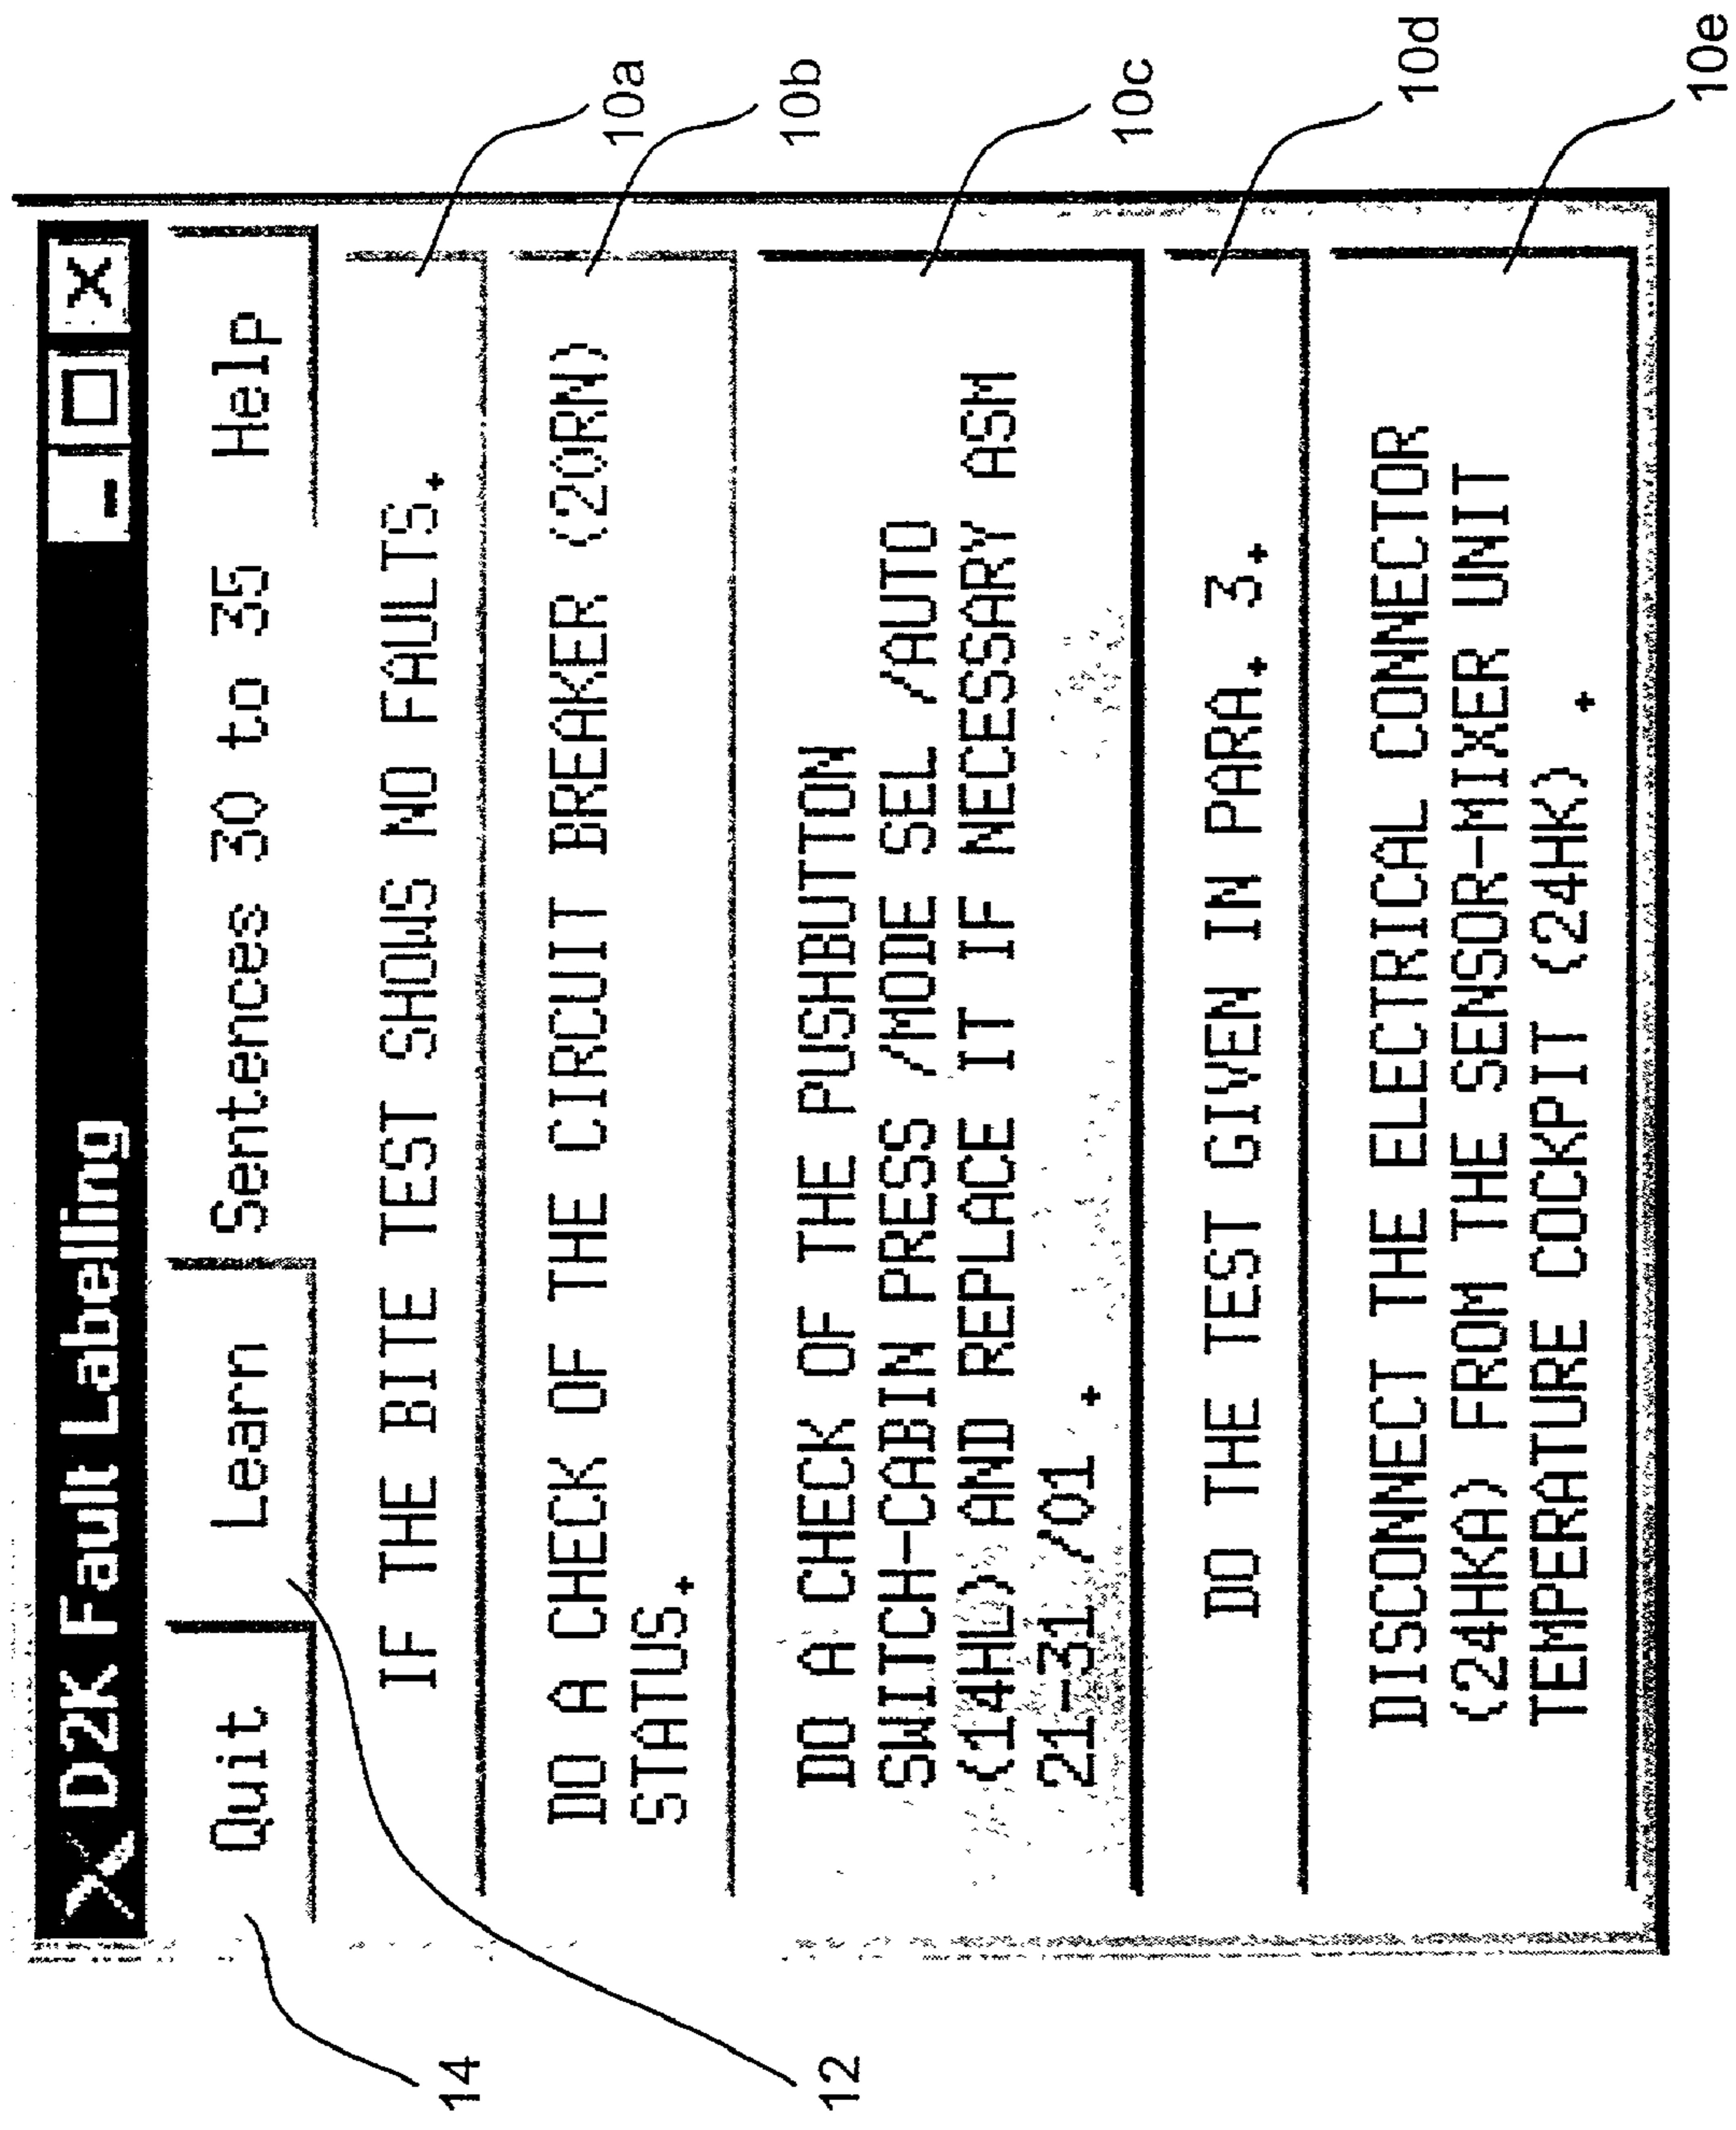 X D2K Fault Labelling _ □ X
Quit Learn Sentences 30 to 35 Help
IF THE BITE TEST SHOWS NO FAULTS.
DO A CHECK OF THE CIRCUIT BREAKER (20RN)
STATUS.
DO A CHECK OF THE PUSHBUTTON
SWITCH-CABIN PRESS /MODE SEL /AUTO
(14HL) AND REPLACE IT IF NECESSARY ASM
21-31 /01 .
DO THE TEST GIVEN IN PARA. 3.
DISCONNECT THE ELECTRICAL CONNECTOR
(24HKA) FROM THE SENSOR-MIXER UNIT
TEMPERATURE COCKPIT (24HK) .
14
12
10a
10b
10c
10d
10e